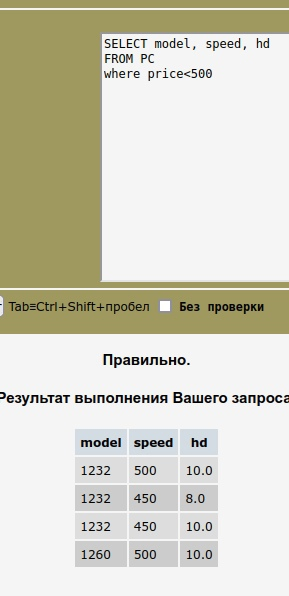 SELECT model, speed, hd
FROM PC
where price<500
Tab≡Ctrl+Shift+пробел Без проверки
Правильно.
Результат выполнения Вашего запроса
model speed hd
1232 500 10.0
1232 450 8.0
1232 450 10.0
1260 500 10.0